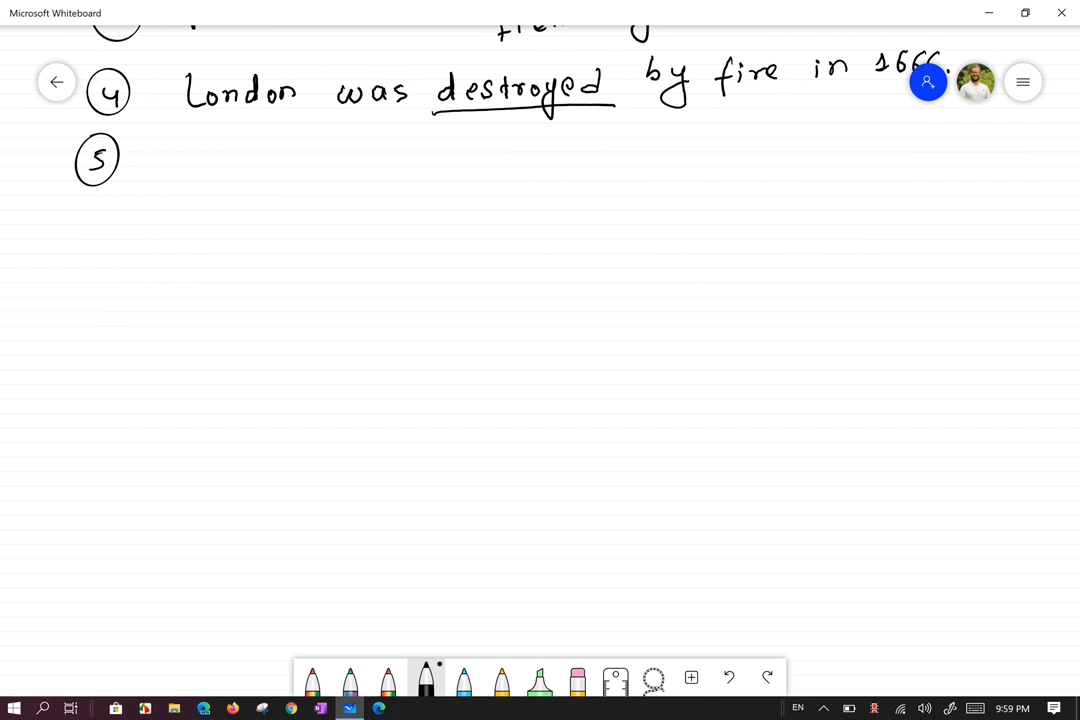 Microsoft Whiteboard
④ London was destroyed by fire in 1666.
⑤
EN
9:59 PM